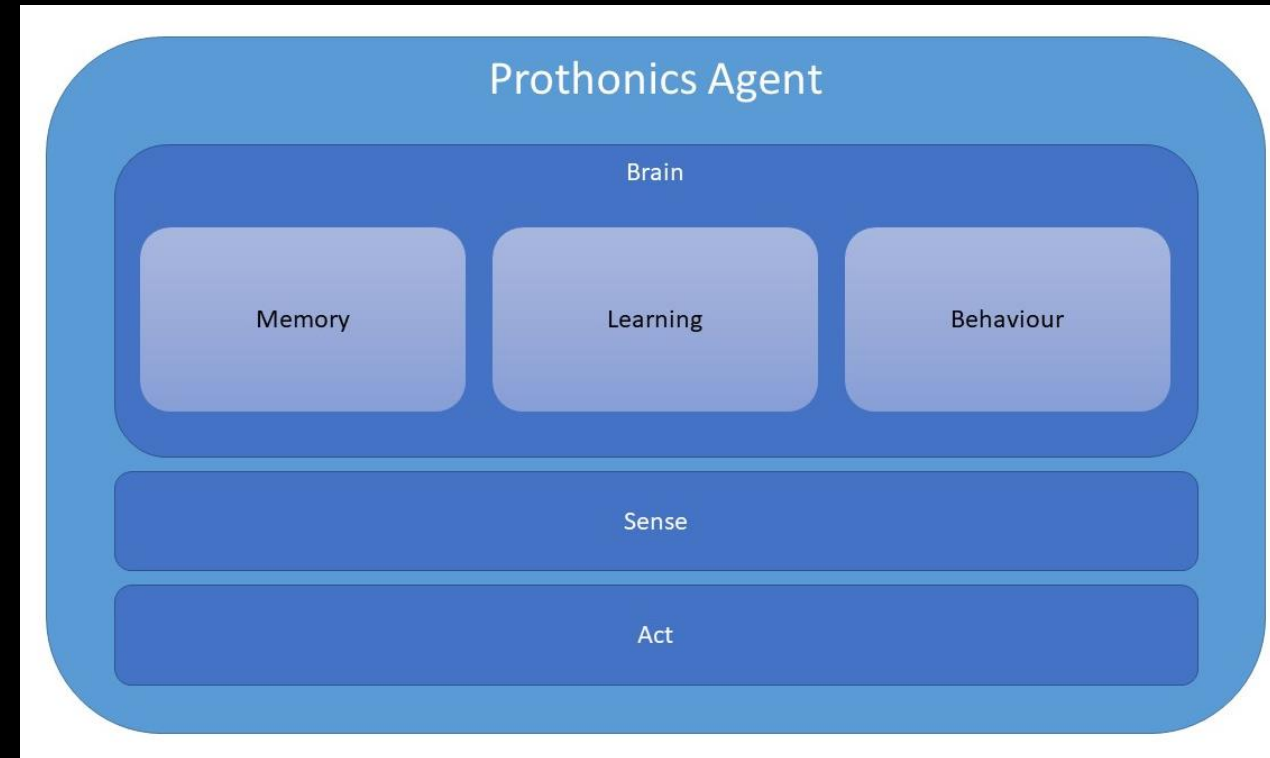 Prothonics Agent
Brain
Memory
Learning
Behaviour
Sense
Act